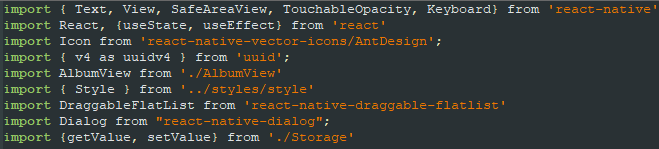 import { Text, View, SafeAreaView, TouchableOpacity, Keyboard} from 'react-native'
import React, {useState, useEffect} from 'react'
import Icon from 'react-native-vector-icons/AntDesign';
import { v4 as uuidv4 } from 'uuid';
import AlbumView from './AlbumView'
import { Style } from '../styles/style'
import DraggableFlatList from 'react-native-draggable-flatlist'
import Dialog from "react-native-dialog";
import {getValue, setValue} from './Storage'